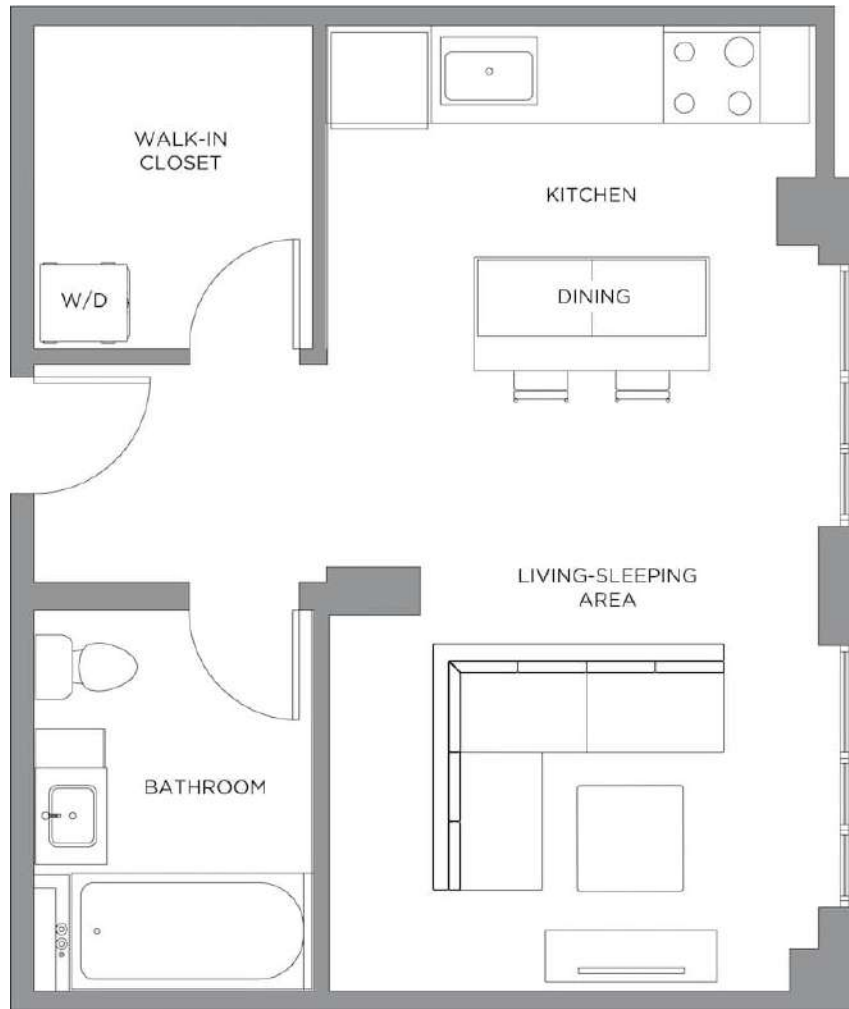 WALK-IN
CLOSET
KITCHEN
W/D
DINING
LIVING-SLEEPING
AREA
BATHROOM